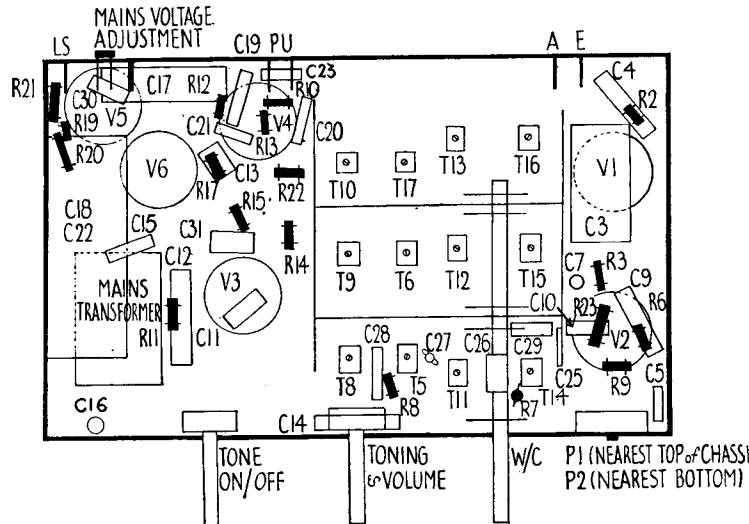 MAINS VOLTAGE
ADJUSTMENT
LS
C19 PU
A E
C23
C4
R21
C30
C17
R12
R10
R2
V5
R19
C21
V4
C20
R13
R20
V6
C13
T13
T16
V1
R17
R22
T10
T17
R15
C18
C22
C15
C31
R14
C3
C12
T9
T6
T12
T15
C7
R3
C9
MAINS
TRANSFORMER
V3
C10
R23
R6
R11
C11
C28
C27
C26
C29
V2
T8
T5
T11
C25
R9
C5
R8
R7
T14
C16
C14
TONE
ON/OFF
TONING
& VOLUME
W/C
P1 (NEAREST TOP of CHASSI
P2 (NEAREST BOTTOM)